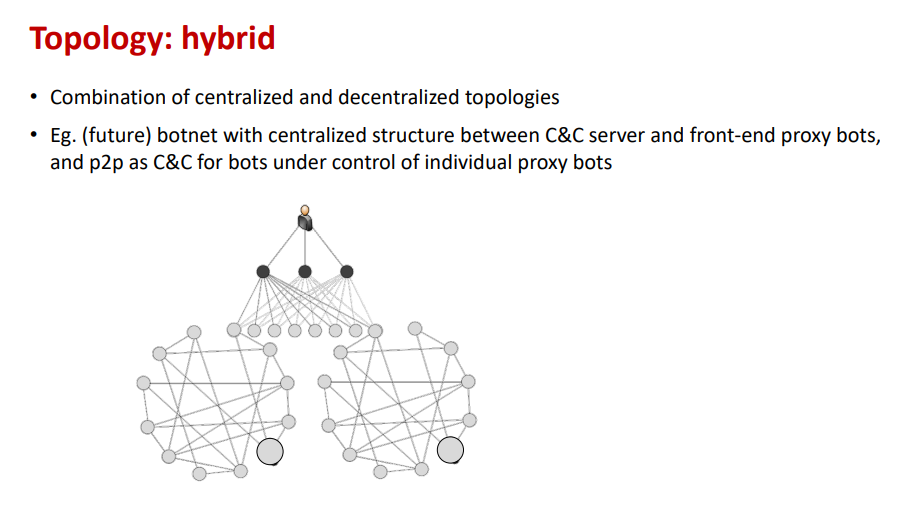 Topology: hybrid
• Combination of centralized and decentralized topologies
• Eg. (future) botnet with centralized structure between C&C server and front-end proxy bots,
and p2p as C&C for bots under control of individual proxy bots